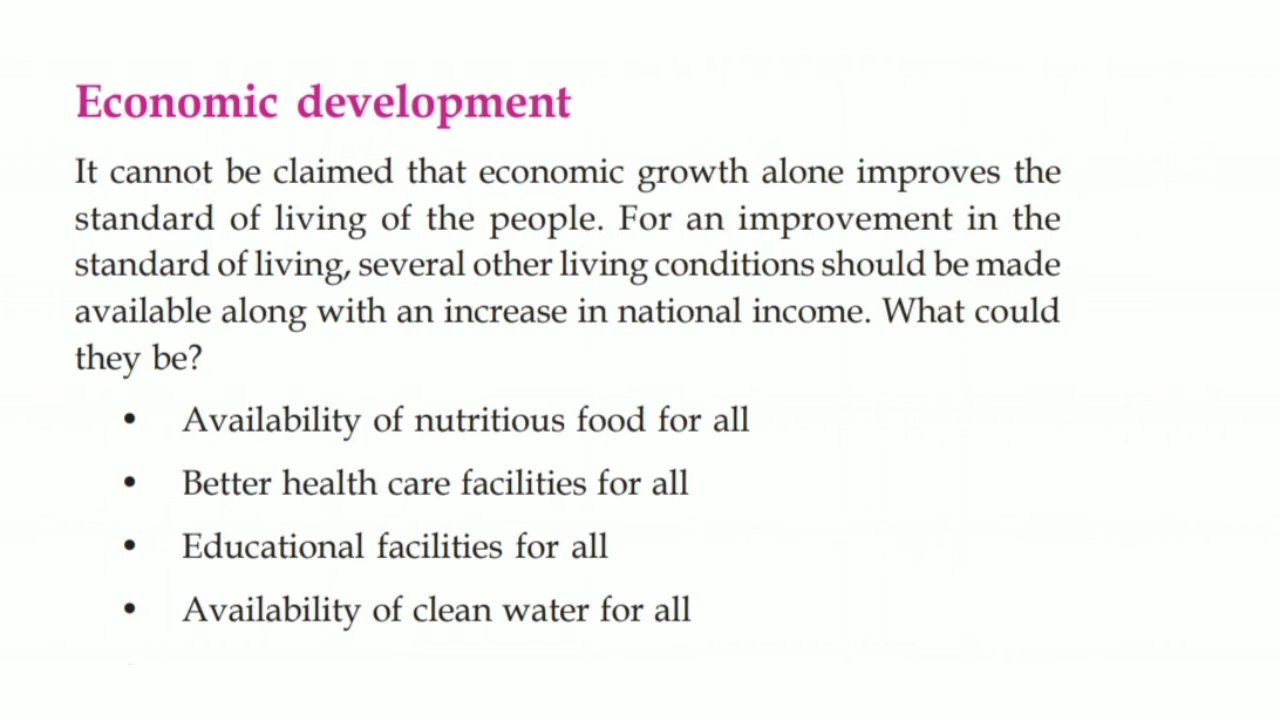 Economic development
It cannot be claimed that economic growth alone improves the
standard of living of the people. For an improvement in the
standard of living, several other living conditions should be made
available along with an increase in national income. What could
they be?
• Availability of nutritious food for all
• Better health care facilities for all
• Educational facilities for all
• Availability of clean water for all